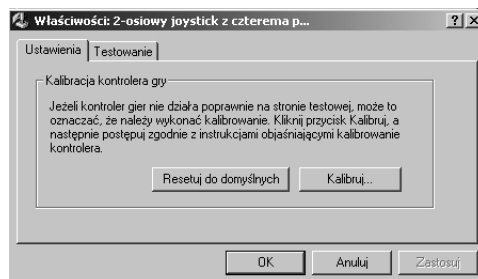 Właściwości: 2-osiowy joystick z czterema p...
Ustawienia Testowanie
Kalibracja kontrolera gry
Jeżeli kontroler gier nie działa poprawnie na stronie testowej, może to
oznaczać, że należy wykonać kalibrowanie. Kliknij przycisk Kalibruj, a
następnie postępuj zgodnie z instrukcjami objaśniającymi kalibrowanie
kontrolera.
Resetuj do domyślnych Kalibruj...
OK Anuluj Zastosuj